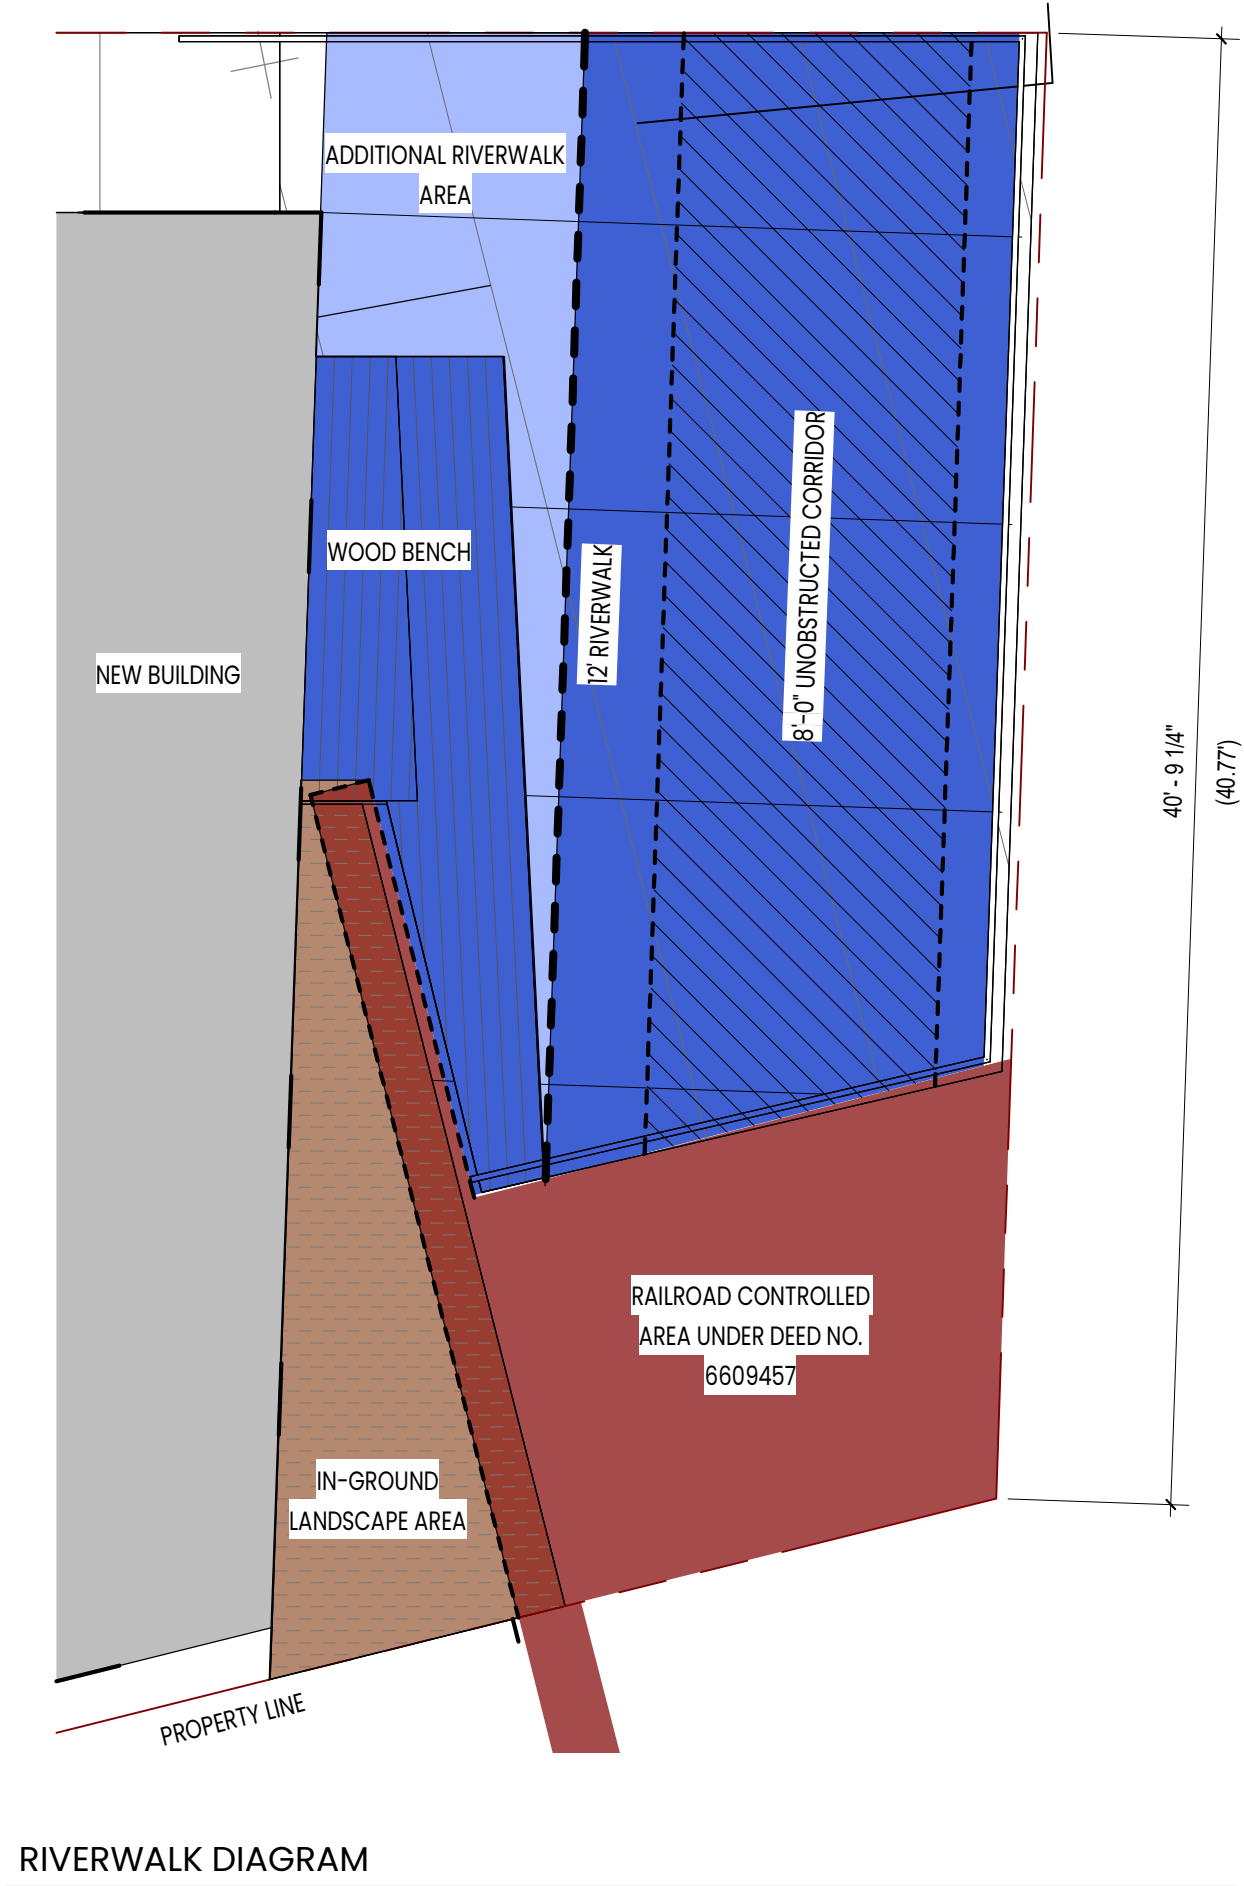 ADDITIONAL RIVERWALK
AREA
WOOD BENCH
12' RIVERWALK
8'-0" UNOBSTRUCTED CORRIDOR
NEW BUILDING
40' - 9 1/4"
(40.77')
RAILROAD CONTROLLED
AREA UNDER DEED NO.
6609457
IN-GROUND
LANDSCAPE AREA
PROPERTY LINE
RIVERWALK DIAGRAM